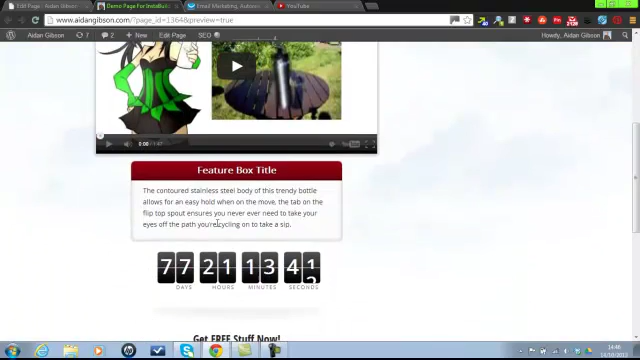 Edit Page
Demo Page For InstaBuil
Email Marketing, Autores
YouTube
www.aidangibson.com/?page_id=1364&preview=true
Aidan Gibson
7
+ New
Edit Page
SEO
Howdy, Aidan Gibson
0:00
1:47
YouTube
Feature Box Title
The contoured stainless steel body of this trendy bottle
allows for an easy hold when on the move, the tab on the
flip top spout ensures you never ever need to take your
eyes off the path you're cycling on to take a sip.
77 21 13 41
DAYS HOURS MINUTES SECONDS
Get FREE Stuff Now!
14:46